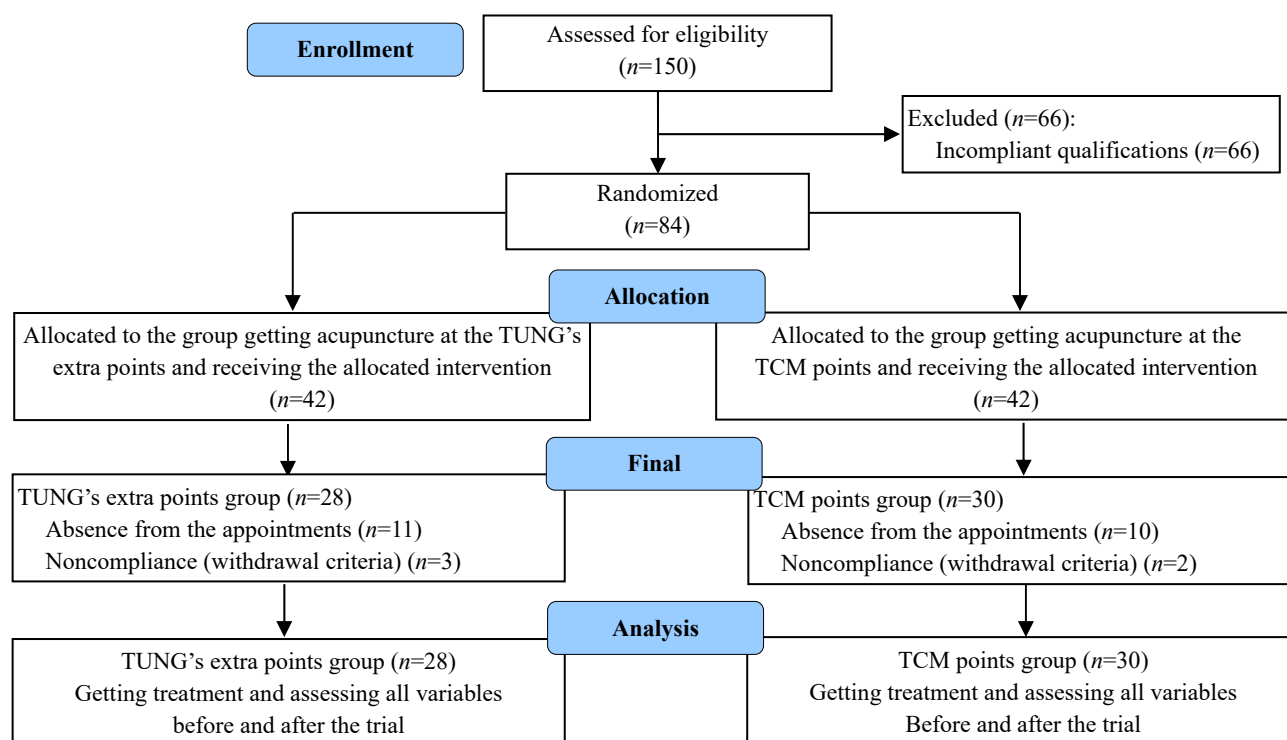 Enrollment
Assessed for eligibility
(n=150)
Excluded (n=66):
Incompliant qualifications (n=66)
Randomized
(n=84)
Allocation
Allocated to the group getting acupuncture at the TUNG’s
extra points and receiving the allocated intervention
(n=42)
Allocated to the group getting acupuncture at the
TCM points and receiving the allocated intervention
(n=42)
Final
TUNG’s extra points group (n=28)
Absence from the appointments (n=11)
Noncompliance (withdrawal criteria) (n=3)
TCM points group (n=30)
Absence from the appointments (n=10)
Noncompliance (withdrawal criteria) (n=2)
Analysis
TUNG’s extra points group (n=28)
Getting treatment and assessing all variables
before and after the trial
TCM points group (n=30)
Getting treatment and assessing all variables
Before and after the trial